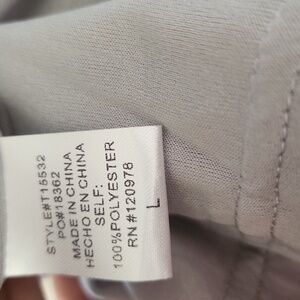 STYLE#T15532
PO#18362
MADE IN CHINA
HECHO EN CHINA
SELF:
100%POLYESTER
RN#120978
L